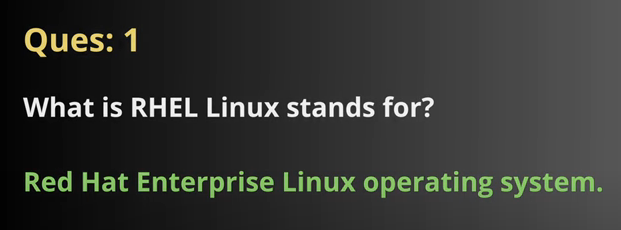 Ques: 1
What is RHEL Linux stands for?
Red Hat Enterprise Linux operating system.